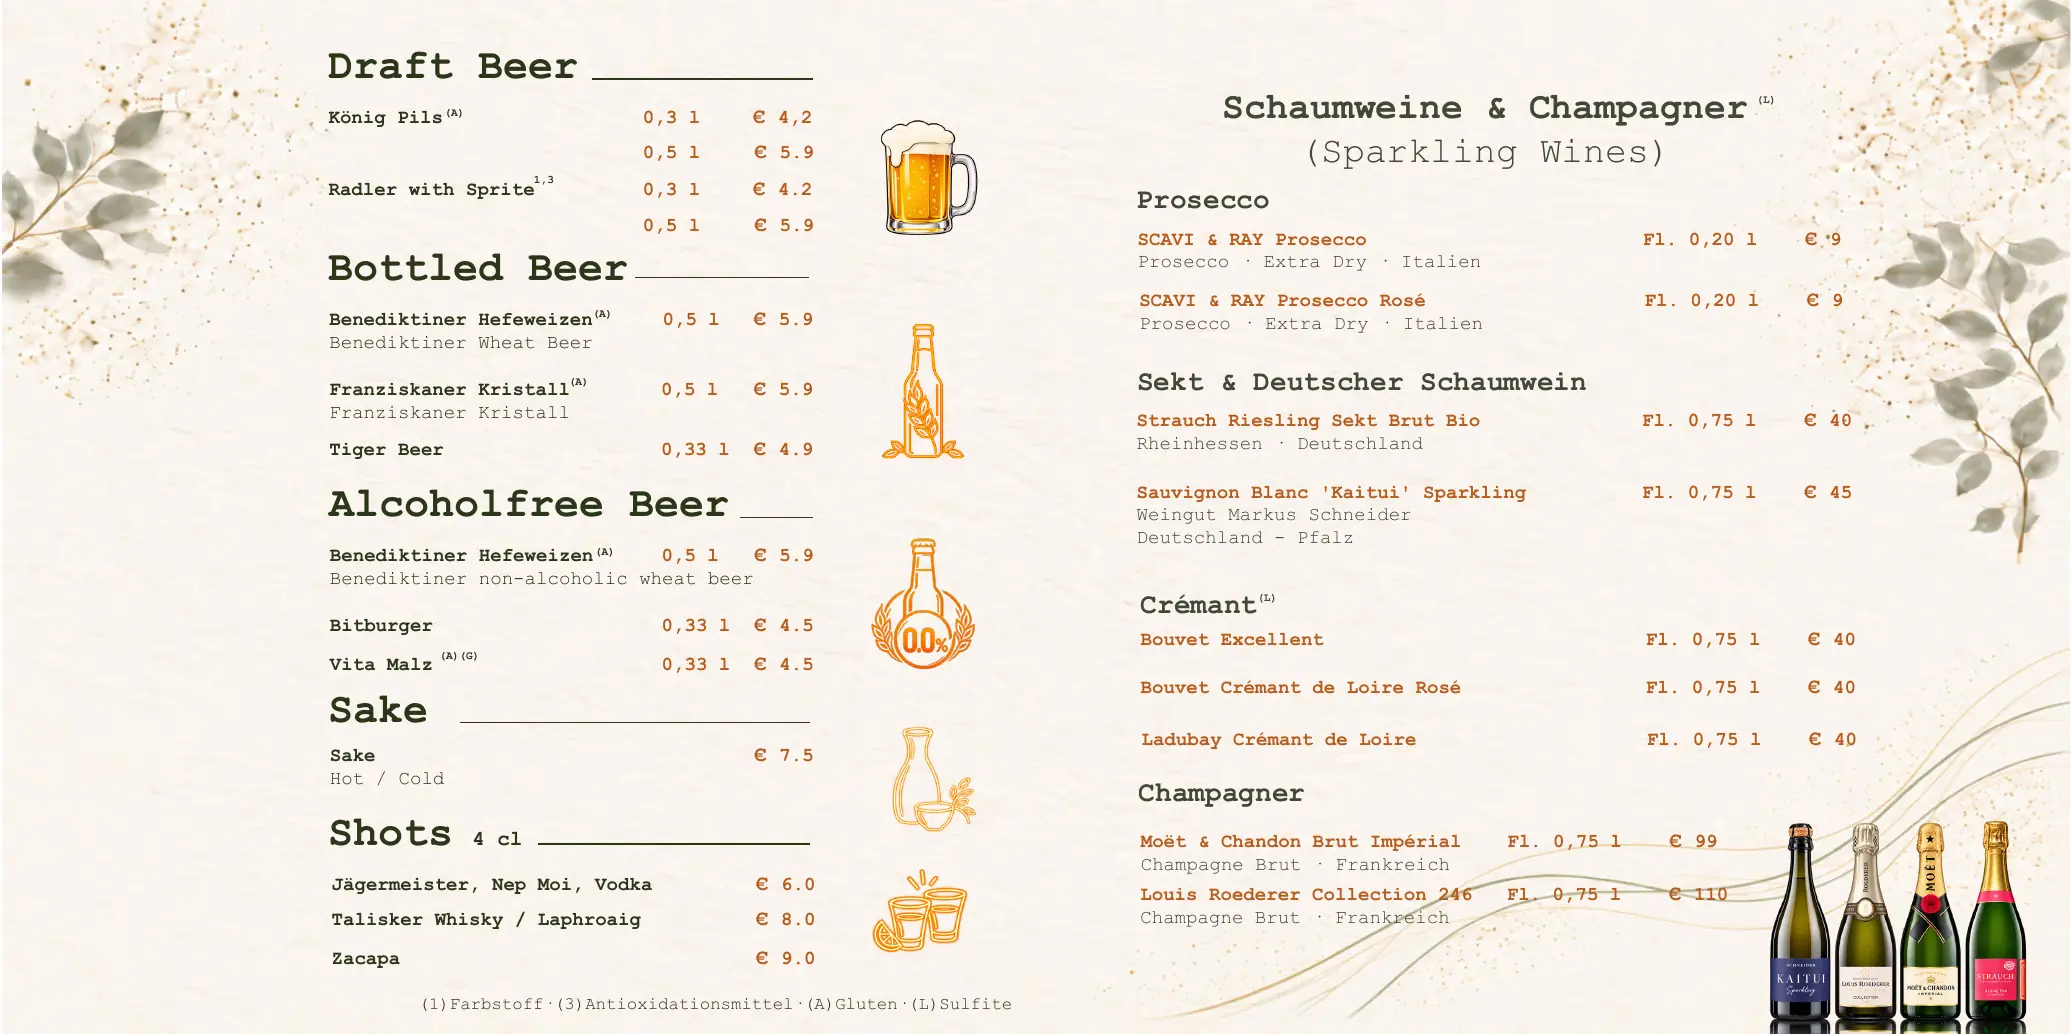 Draft Beer
König Pils(A) 0,3 l € 4,2
0,5 l € 5.9
Radler with Sprite1,3 0,3 l € 4.2
0,5 l € 5.9
Bottled Beer
Benediktiner Hefeweizen(A) 0,5 l € 5.9
Benediktiner Wheat Beer
Franziskaner Kristall(A) 0,5 l € 5.9
Franziskaner Kristall
Tiger Beer 0,33 l € 4.9
Alcoholfree Beer
Benediktiner Hefeweizen(A) 0,5 l € 5.9
Benediktiner non-alcoholic wheat beer
0.0%
Bitburger 0,33 l € 4.5
Vita Malz (A)(G) 0,33 l € 4.5
Sake
Sake € 7.5
Hot / Cold
Shots 4 cl
Jägermeister, Nep Moi, Vodka € 6.0
Talisker Whisky / Laphroaig € 8.0
Zacapa € 9.0
(1)Farbstoff·(3)Antioxidationsmittel·(A)Gluten·(L)Sulfite
Schaumweine & Champagner (L)
(Sparkling Wines)
Prosecco
SCAVI & RAY Prosecco Fl. 0,20 l € 9
Prosecco · Extra Dry · Italien
SCAVI & RAY Prosecco Rosé Fl. 0,20 l € 9
Prosecco · Extra Dry · Italien
Sekt & Deutscher Schaumwein
Strauch Riesling Sekt Brut Bio Fl. 0,75 l € 40
Rheinhessen · Deutschland
Sauvignon Blanc 'Kaitui' Sparkling Fl. 0,75 l € 45
Weingut Markus Schneider
Deutschland - Pfalz
Crémant(L)
Bouvet Excellent Fl. 0,75 l € 40
Bouvet Crémant de Loire Rosé Fl. 0,75 l € 40
Ladubay Crémant de Loire Fl. 0,75 l € 40
Champagner
Moët & Chandon Brut Impérial Fl. 0,75 l € 99
Champagne Brut · Frankreich
Louis Roederer Collection 246 Fl. 0,75 l € 110
Champagne Brut · Frankreich
SCHNEIDER
KAITUI
Sparkling
ROEDERER
LOUIS ROEDERER
COLLECTION
MOËT
MOËT & CHANDON
IMPÉRIAL
STRAUCH